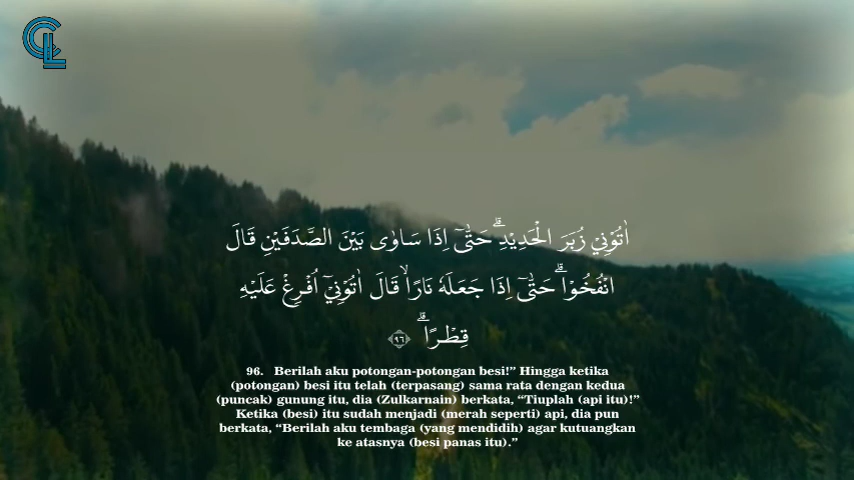 اٰتُوْنِيْ زُبَرَ الْحَدِيْدِۗ حَتّٰىٓ اِذَا سَاوٰى بَيْنَ الصَّدَفَيْنِ قَالَ
انْفُخُوْاۗ حَتّٰىٓ اِذَا جَعَلَهٗ نَارًاۙ قَالَ اٰتُوْنِيْٓ اُفْرِغْ عَلَيْهِ
قِطْرًاۗ ٩٦
96. Berilah aku potongan-potongan besi!” Hingga ketika
(potongan) besi itu telah (terpasang) sama rata dengan kedua
(puncak) gunung itu, dia (Zulkarnain) berkata, “Tiuplah (api itu)!”
Ketika (besi) itu sudah menjadi (merah seperti) api, dia pun
berkata, “Berilah aku tembaga (yang mendidih) agar kutuangkan
ke atasnya (besi panas itu).”